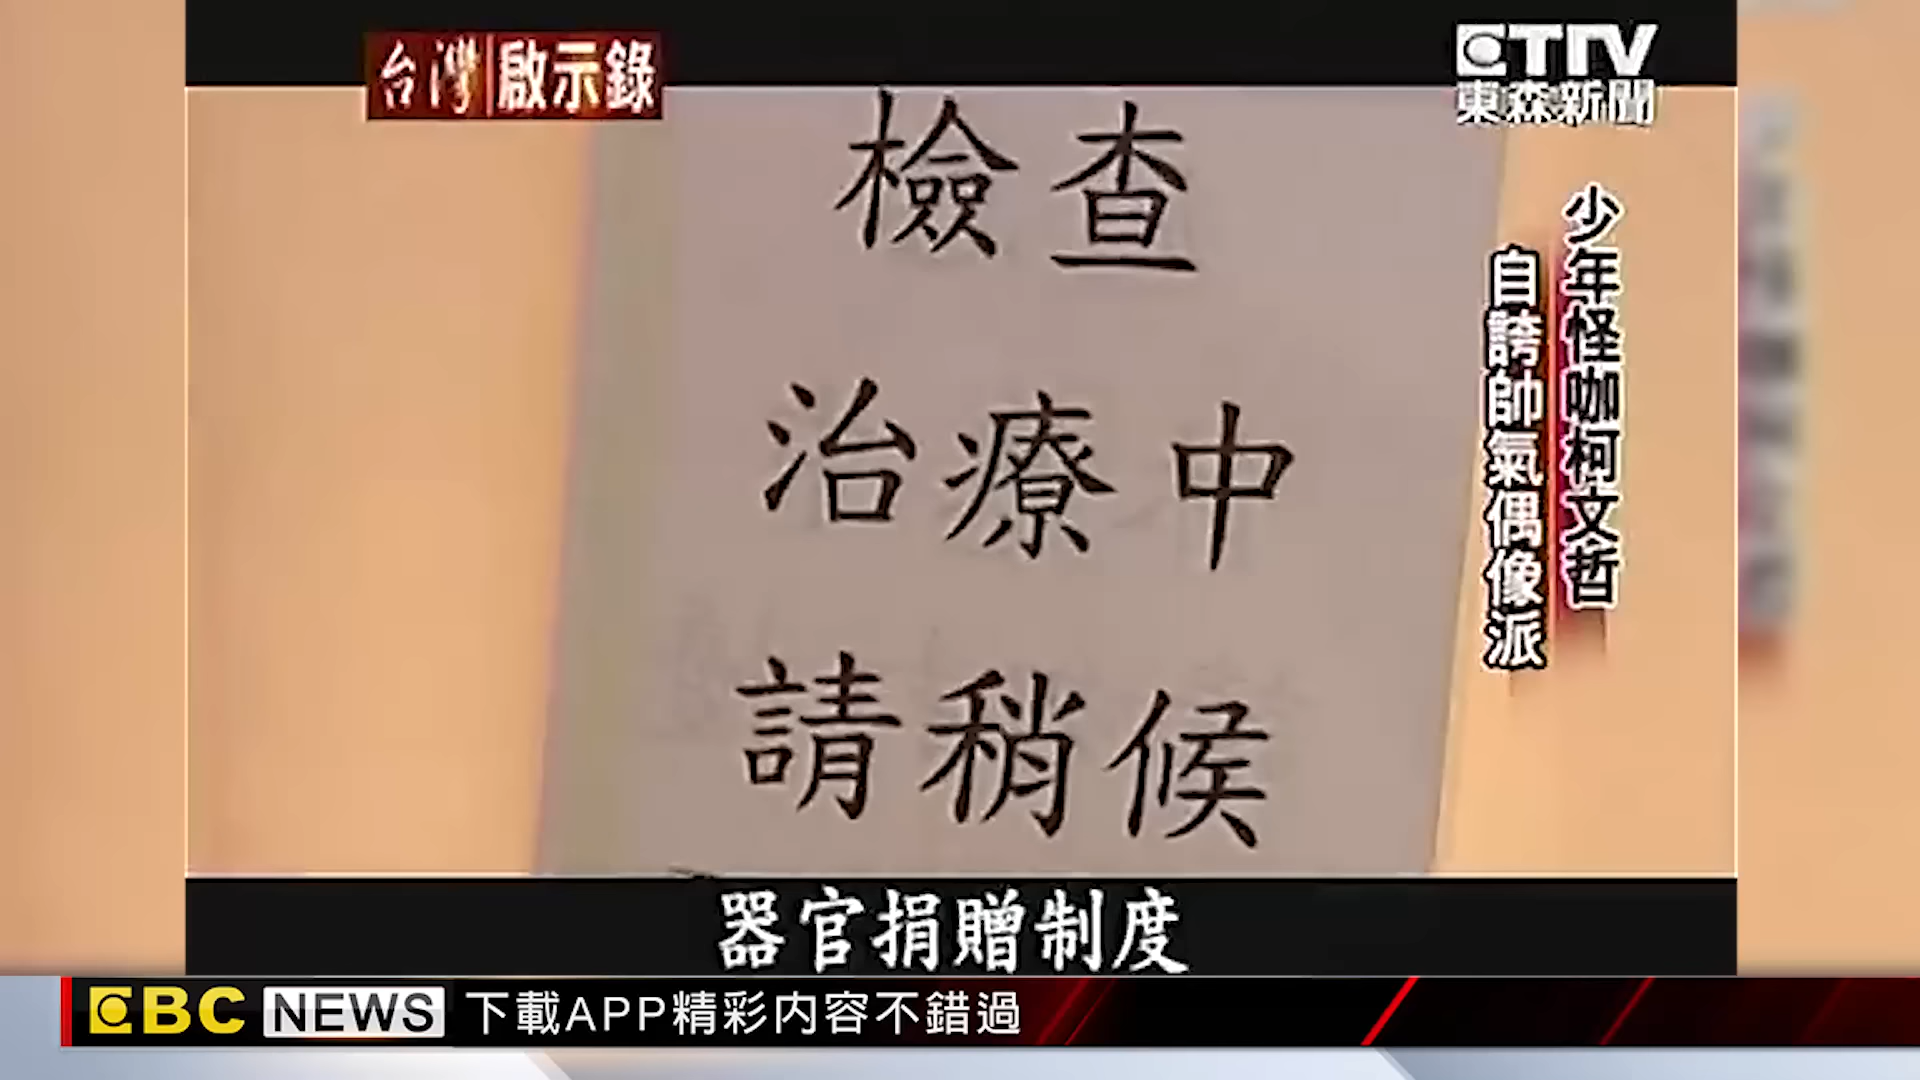 台灣啟示錄
ETTV
東森新聞
檢查
治療中
請稍候
少年怪咖柯文哲
自誇帥氣偶像派
器官捐贈制度
EBC NEWS 下載APP精彩內容不錯過